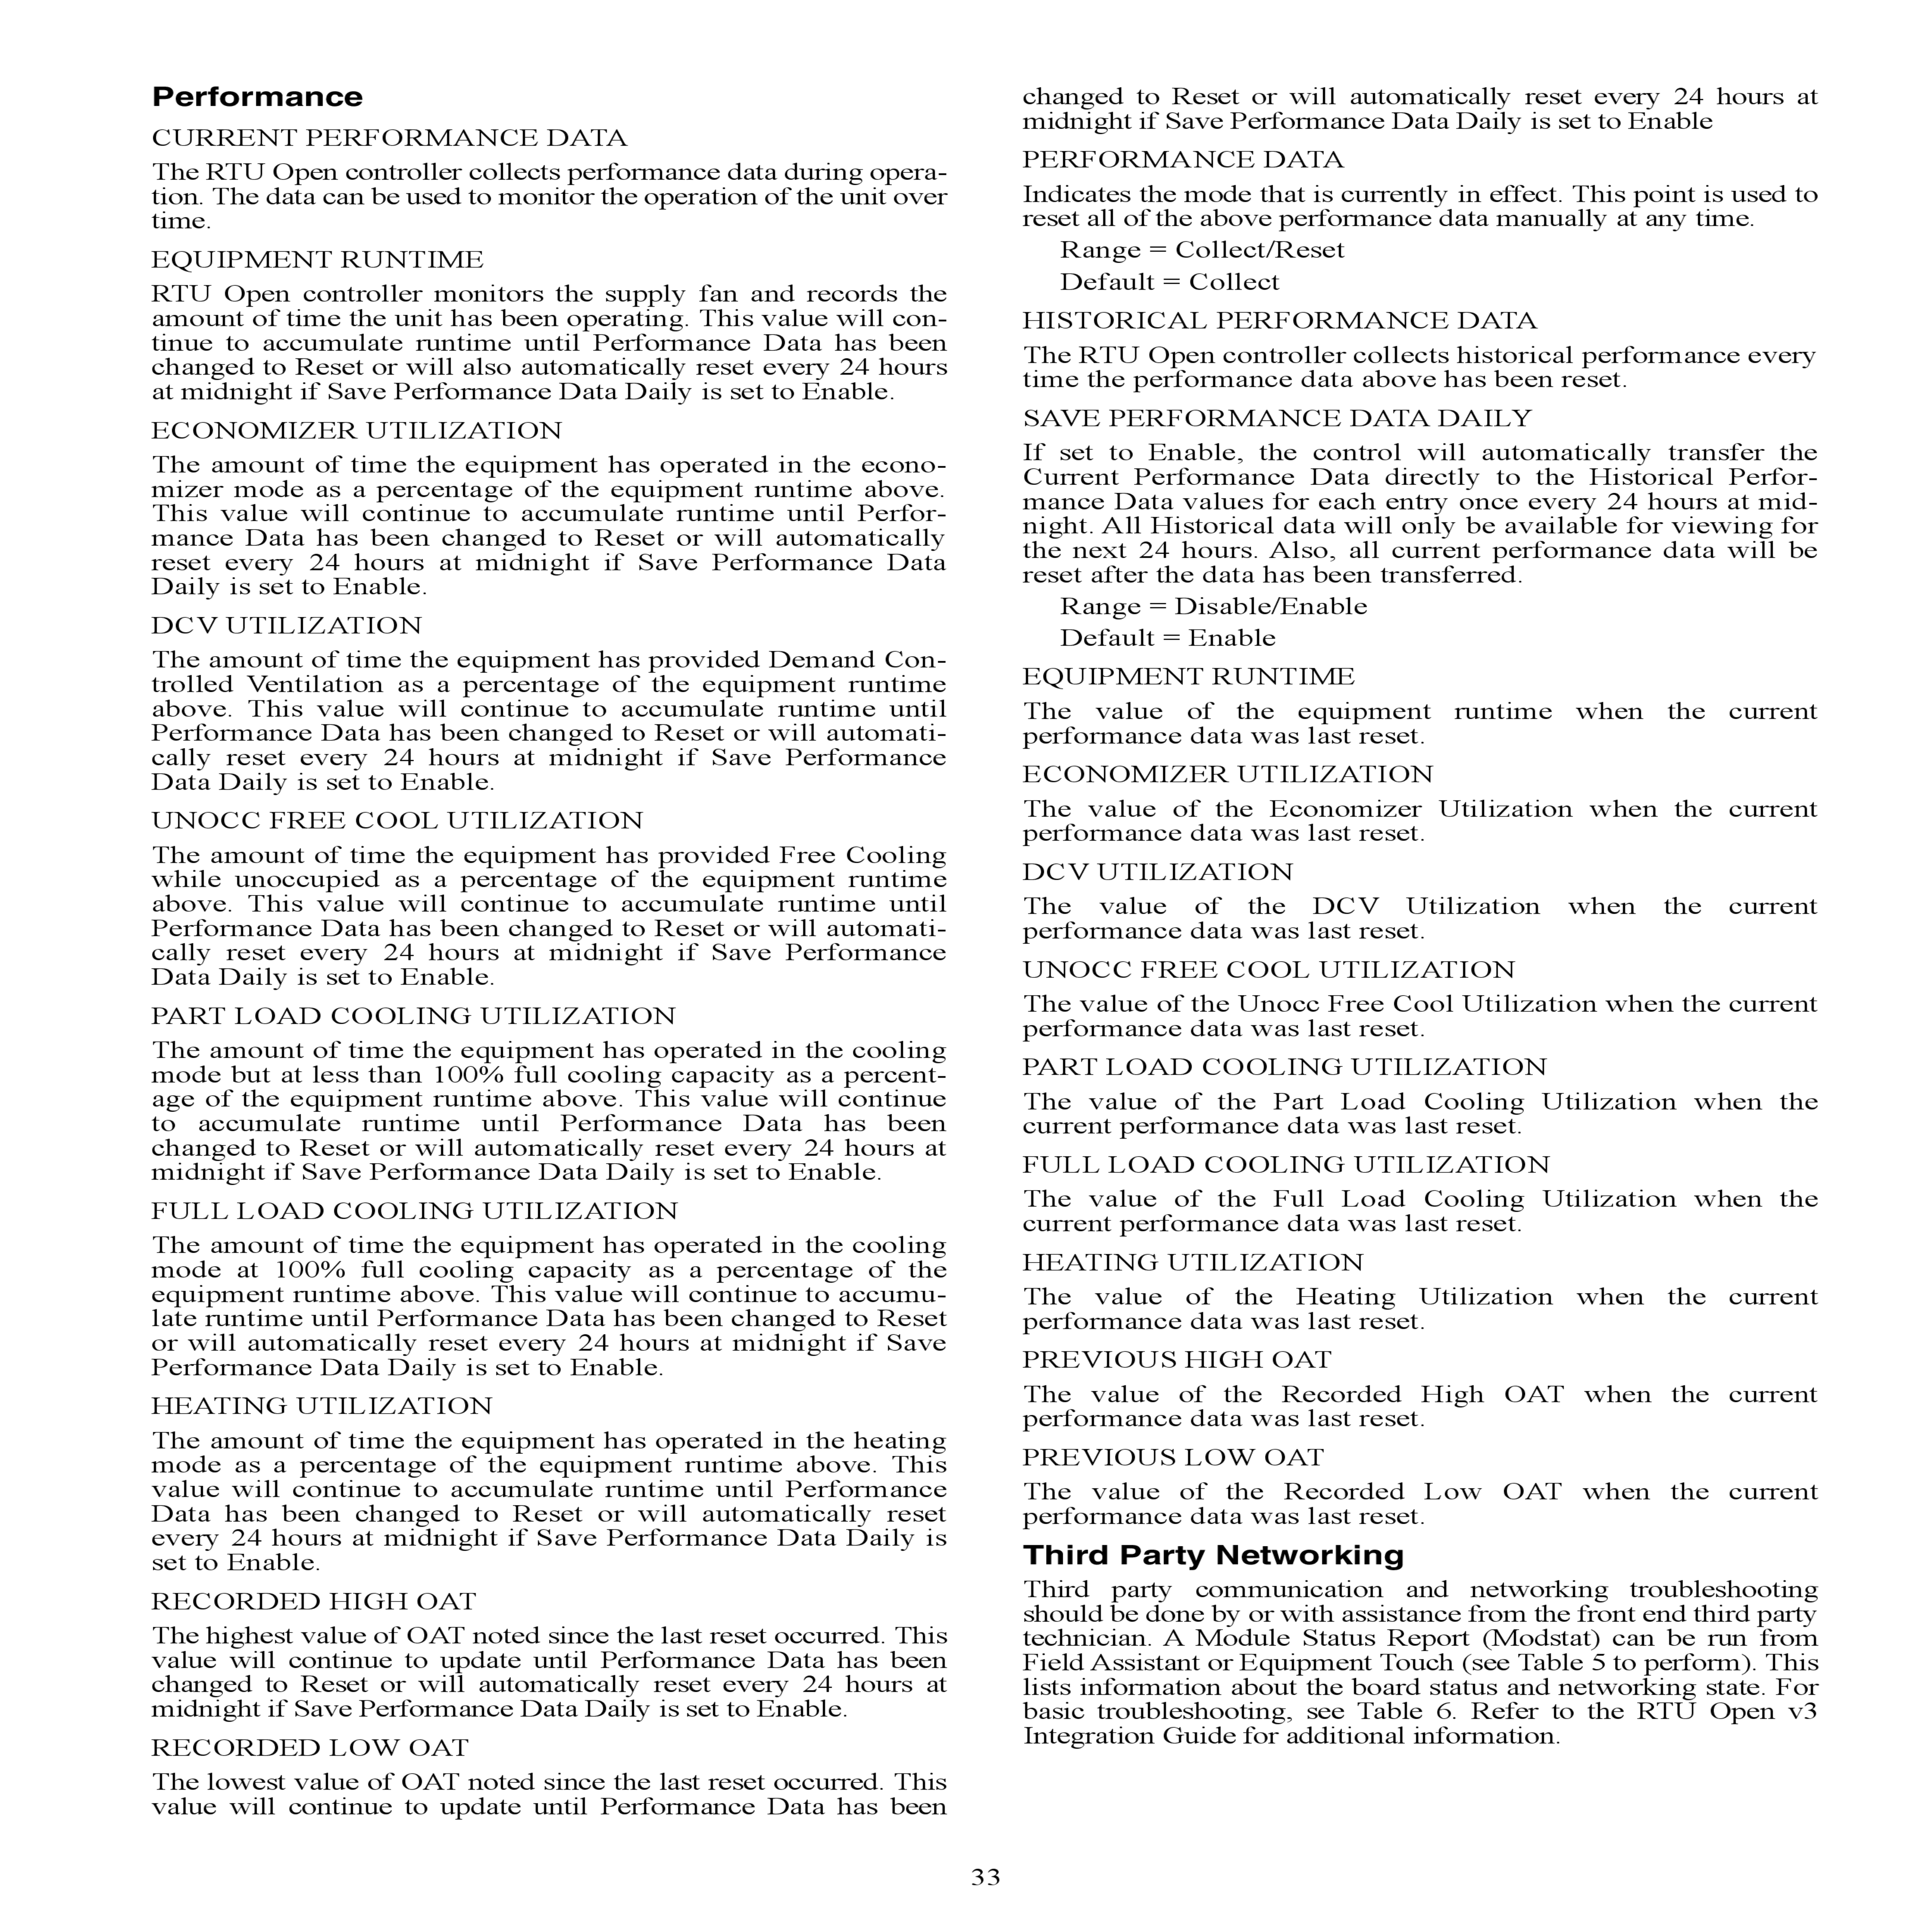 Performance
CURRENT PERFORMANCE DATA
The RTU Open controller collects performance data during opera-
tion. The data can be used to monitor the operation of the unit over
time.
EQUIPMENT RUNTIME
RTU Open controller monitors the supply fan and records the
amount of time the unit has been operating. This value will con-
tinue to accumulate runtime until Performance Data has been
changed to Reset or will also automatically reset every 24 hours
at midnight if Save Performance Data Daily is set to Enable.
ECONOMIZER UTILIZATION
The amount of time the equipment has operated in the econo-
mizer mode as a percentage of the equipment runtime above.
This value will continue to accumulate runtime until Perfor-
mance Data has been changed to Reset or will automatically
reset every 24 hours at midnight if Save Performance Data
Daily is set to Enable.
DCV UTILIZATION
The amount of time the equipment has provided Demand Con-
trolled Ventilation as a percentage of the equipment runtime
above. This value will continue to accumulate runtime until
Performance Data has been changed to Reset or will automati-
cally reset every 24 hours at midnight if Save Performance
Data Daily is set to Enable.
UNOCC FREE COOL UTILIZATION
The amount of time the equipment has provided Free Cooling
while unoccupied as a percentage of the equipment runtime
above. This value will continue to accumulate runtime until
Performance Data has been changed to Reset or will automati-
cally reset every 24 hours at midnight if Save Performance
Data Daily is set to Enable.
PART LOAD COOLING UTILIZATION
The amount of time the equipment has operated in the cooling
mode but at less than 100% full cooling capacity as a percent-
age of the equipment runtime above. This value will continue
to accumulate runtime until Performance Data has been
changed to Reset or will automatically reset every 24 hours at
midnight if Save Performance Data Daily is set to Enable.
FULL LOAD COOLING UTILIZATION
The amount of time the equipment has operated in the cooling
mode at 100% full cooling capacity as a percentage of the
equipment runtime above. This value will continue to accumu-
late runtime until Performance Data has been changed to Reset
or will automatically reset every 24 hours at midnight if Save
Performance Data Daily is set to Enable.
HEATING UTILIZATION
The amount of time the equipment has operated in the heating
mode as a percentage of the equipment runtime above. This
value will continue to accumulate runtime until Performance
Data has been changed to Reset or will automatically reset
every 24 hours at midnight if Save Performance Data Daily is
set to Enable.
RECORDED HIGH OAT
The highest value of OAT noted since the last reset occurred. This
value will continue to update until Performance Data has been
changed to Reset or will automatically reset every 24 hours at
midnight if Save Performance Data Daily is set to Enable.
RECORDED LOW OAT
The lowest value of OAT noted since the last reset occurred. This
value will continue to update until Performance Data has been
changed to Reset or will automatically reset every 24 hours at
midnight if Save Performance Data Daily is set to Enable
PERFORMANCE DATA
Indicates the mode that is currently in effect. This point is used to
reset all of the above performance data manually at any time.
Range = Collect/Reset
Default = Collect
HISTORICAL PERFORMANCE DATA
The RTU Open controller collects historical performance every
time the performance data above has been reset.
SAVE PERFORMANCE DATA DAILY
If set to Enable, the control will automatically transfer the
Current Performance Data directly to the Historical Perfor-
mance Data values for each entry once every 24 hours at mid-
night. All Historical data will only be available for viewing for
the next 24 hours. Also, all current performance data will be
reset after the data has been transferred.
Range = Disable/Enable
Default = Enable
EQUIPMENT RUNTIME
The value of the equipment runtime when the current
performance data was last reset.
ECONOMIZER UTILIZATION
The value of the Economizer Utilization when the current
performance data was last reset.
DCV UTILIZATION
The value of the DCV Utilization when the current
performance data was last reset.
UNOCC FREE COOL UTILIZATION
The value of the Unocc Free Cool Utilization when the current
performance data was last reset.
PART LOAD COOLING UTILIZATION
The value of the Part Load Cooling Utilization when the
current performance data was last reset.
FULL LOAD COOLING UTILIZATION
The value of the Full Load Cooling Utilization when the
current performance data was last reset.
HEATING UTILIZATION
The value of the Heating Utilization when the current
performance data was last reset.
PREVIOUS HIGH OAT
The value of the Recorded High OAT when the current
performance data was last reset.
PREVIOUS LOW OAT
The value of the Recorded Low OAT when the current
performance data was last reset.
Third Party Networking
Third party communication and networking troubleshooting
should be done by or with assistance from the front end third party
technician. A Module Status Report (Modstat) can be run from
Field Assistant or Equipment Touch (see Table 5 to perform). This
lists information about the board status and networking state. For
basic troubleshooting, see Table 6. Refer to the RTU Open v3
Integration Guide for additional information.
33